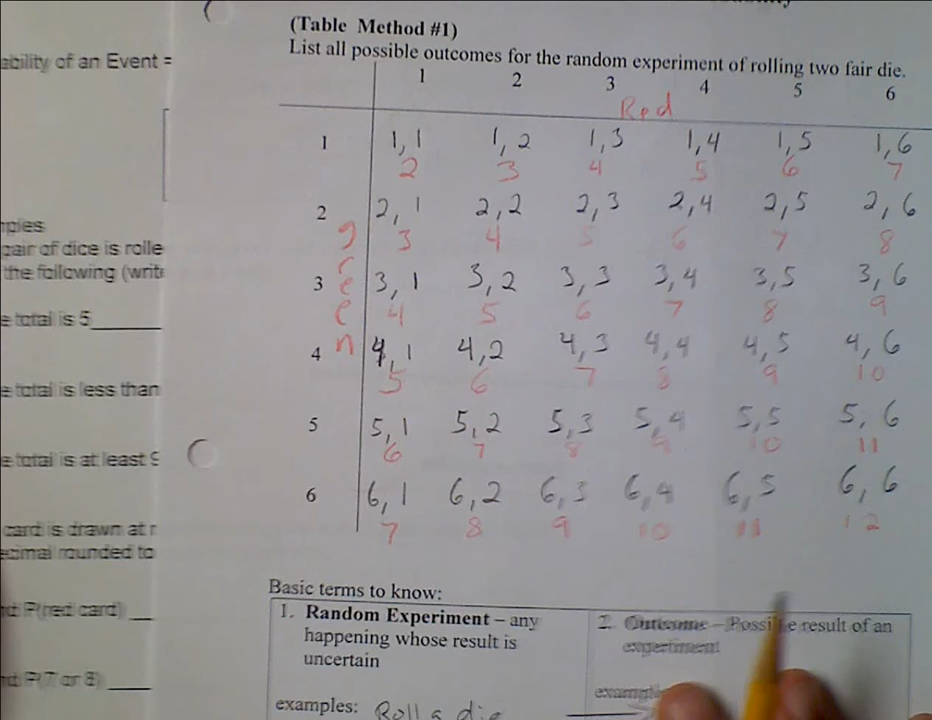 (Table Method #1)
List all possible outcomes for the random experiment of rolling two fair die.
1 2 3 4 5 6
Red
1 1,1 1,2 1,3 1,4 1,5 1,6
2 3 4 5 6 7
2 2,1 2,2 2,3 2,4 2,5 2,6
3 4 5 6 7 8
green
3 3,1 3,2 3,3 3,4 3,5 3,6
4 5 6 7 8 9
4 4,1 4,2 4,3 4,4 4,5 4,6
5 6 7 8 9 10
5 5,1 5,2 5,3 5,4 5,5 5,6
6 7 8 9 10 11
6 6,1 6,2 6,3 6,4 6,5 6,6
7 8 9 10 11 12
Basic terms to know:
1. Random Experiment – any
happening whose result is
uncertain
examples: Roll a die
2. Outcome – Possible result of an
experiment
ability of an Event =
pair of dice is rolle
the following (write
e total is 5
e total is less than
e total is at least 9
card is drawn at r
ecimal rounded to
nd P(red card)
nd P(7 or 8)